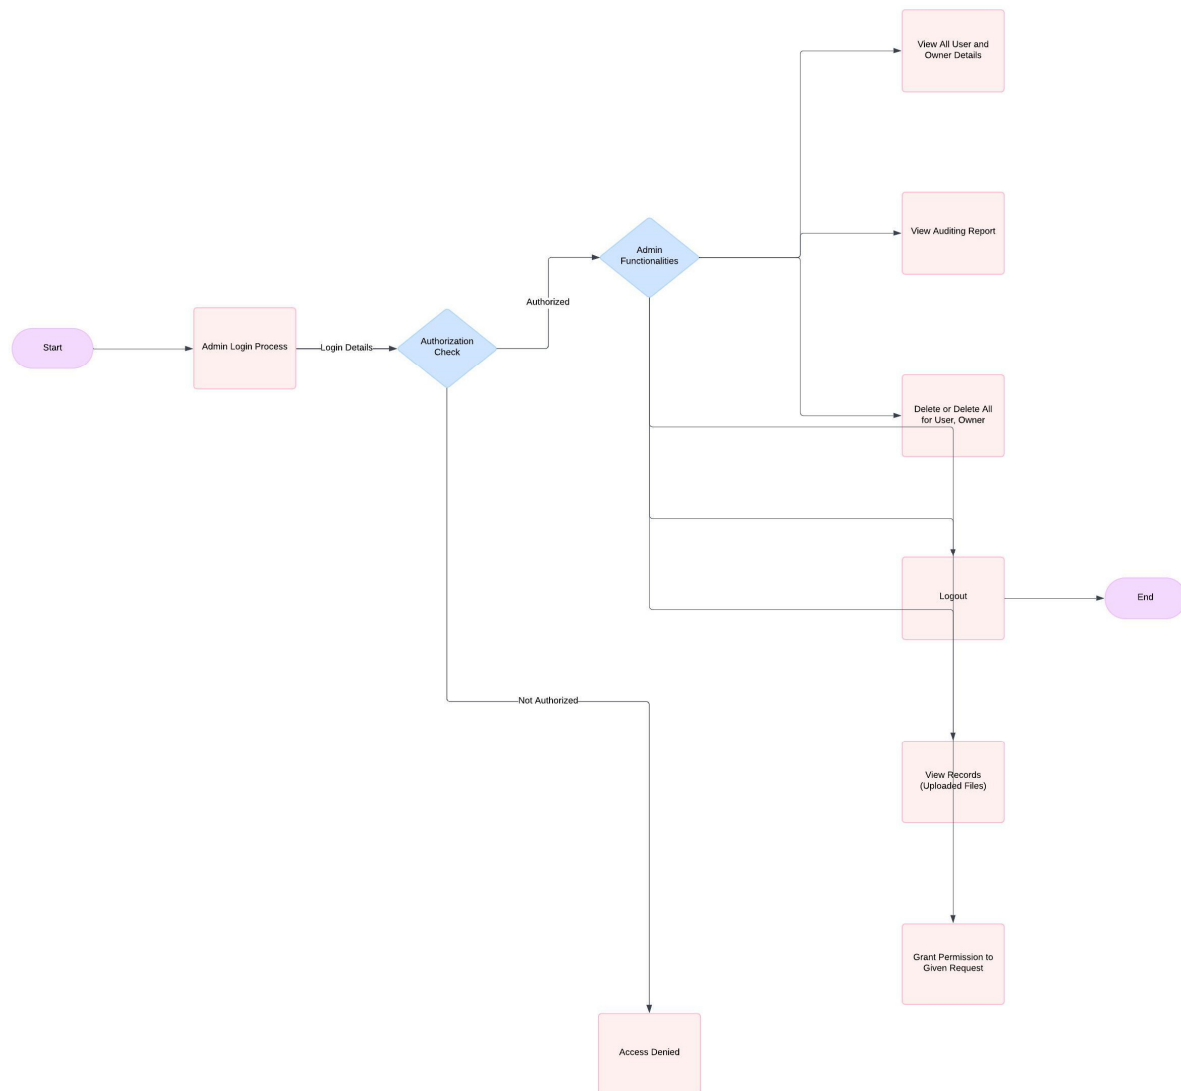 View All User and
Owner Details
View Auditing Report
Admin
Functionalities
Authorized
Start
Admin Login Process
Login Details
Authorization
Check
Delete or Delete All
for User, Owner
Logout
End
Not Authorized
View Records
(Uploaded Files)
Grant Permission to
Given Request
Access Denied